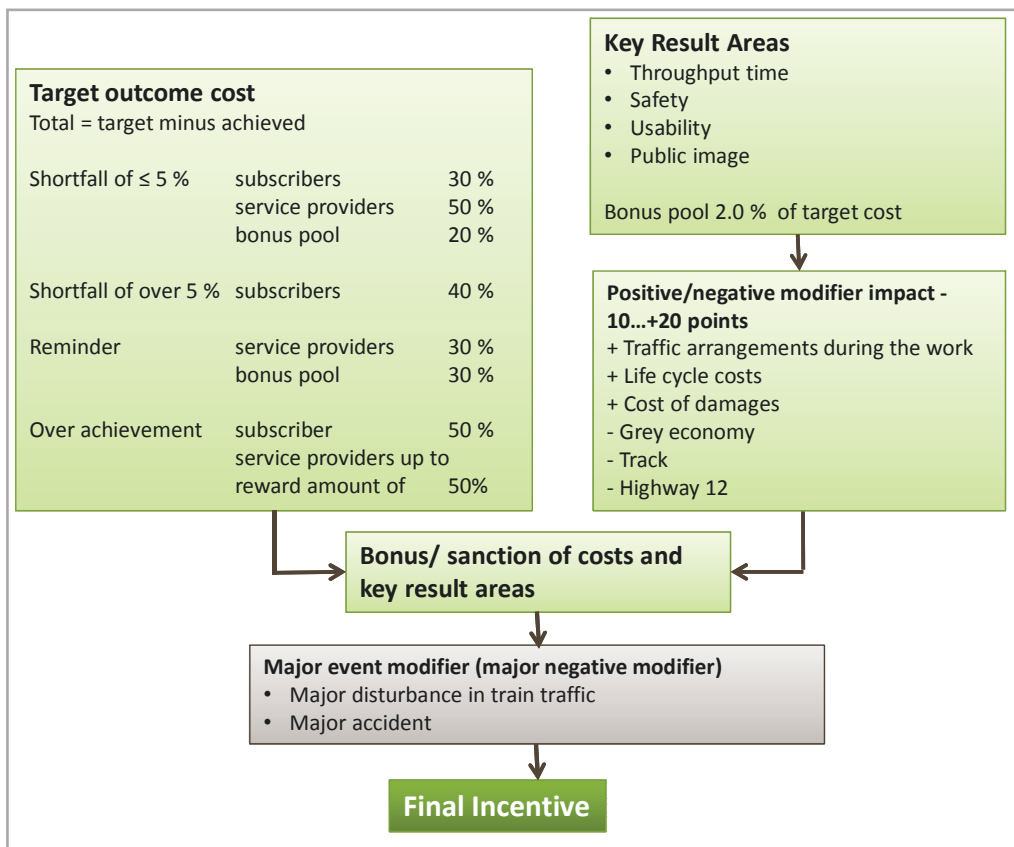 Target outcome cost
Total = target minus achieved
Shortfall of ≤ 5 % subscribers 30 %
service providers 50 %
bonus pool 20 %
Shortfall of over 5 % subscribers 40 %
Reminder service providers 30 %
bonus pool 30 %
Over achievement subscriber 50 %
service providers up to
reward amount of 50%
Key Result Areas
• Throughput time
• Safety
• Usability
• Public image
Bonus pool 2.0 % of target cost
Positive/negative modifier impact -
10...+20 points
+ Traffic arrangements during the work
+ Life cycle costs
+ Cost of damages
- Grey economy
- Track
- Highway 12
Bonus/ sanction of costs and
key result areas
Major event modifier (major negative modifier)
• Major disturbance in train traffic
• Major accident
Final Incentive